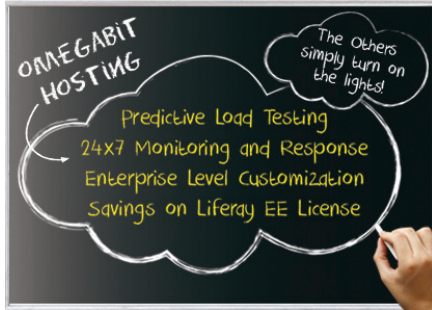 OMEGABIT
HOSTING
The Others
simply turn on
the lights!
Predictive Load Testing
24x7 Monitoring and Response
Enterprise Level Customization
Savings on Liferay EE License